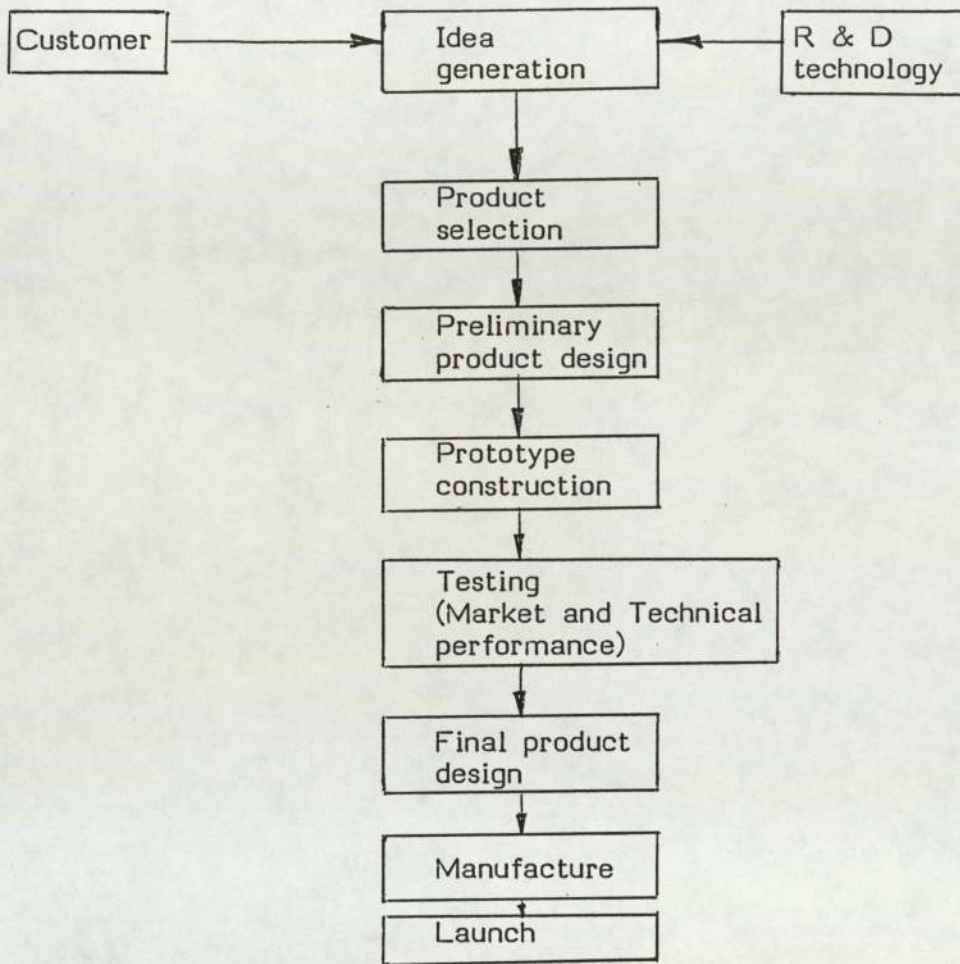 Customer
Idea
generation
R & D
technology
Product
selection
Preliminary
product design
Prototype
construction
Testing
(Market and Technical
performance)
Final product
design
Manufacture
Launch